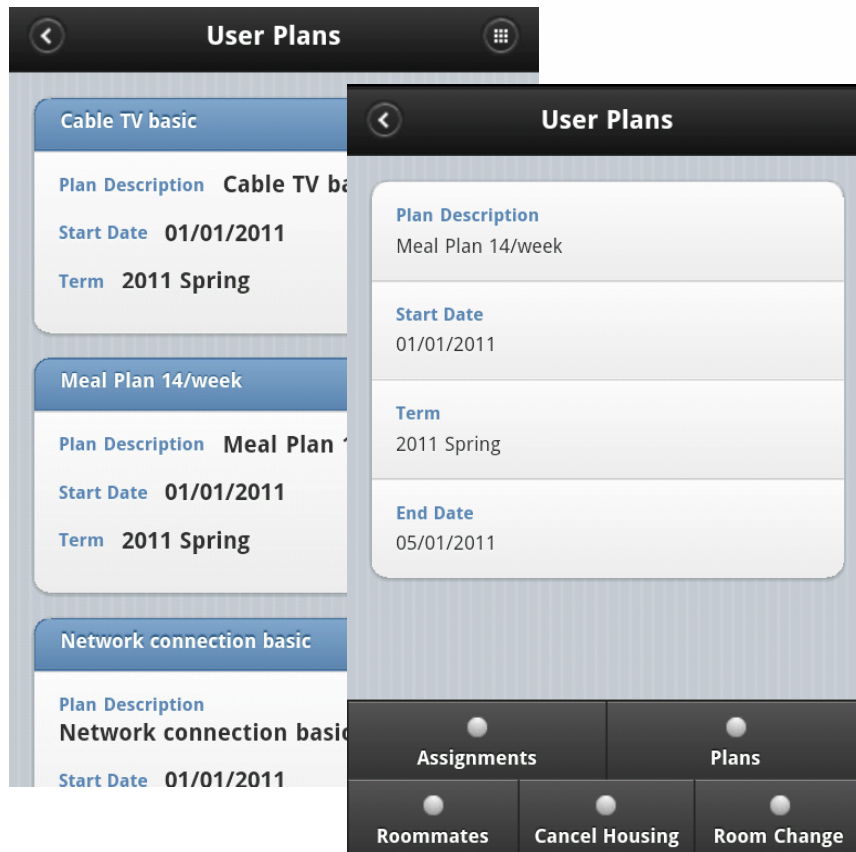 User Plans
Cable TV basic
Plan Description Cable TV
Start Date 01/01/2011
Term 2011 Spring
Meal Plan 14/week
Plan Description Meal Plan
Start Date 01/01/2011
Term 2011 Spring
Network connection basic
Plan Description
Network connection basic
Start Date 01/01/2011
User Plans
Plan Description
Meal Plan 14/week
Start Date
01/01/2011
Term
2011 Spring
End Date
05/01/2011
Assignments Plans
Roommates Cancel Housing Room Change